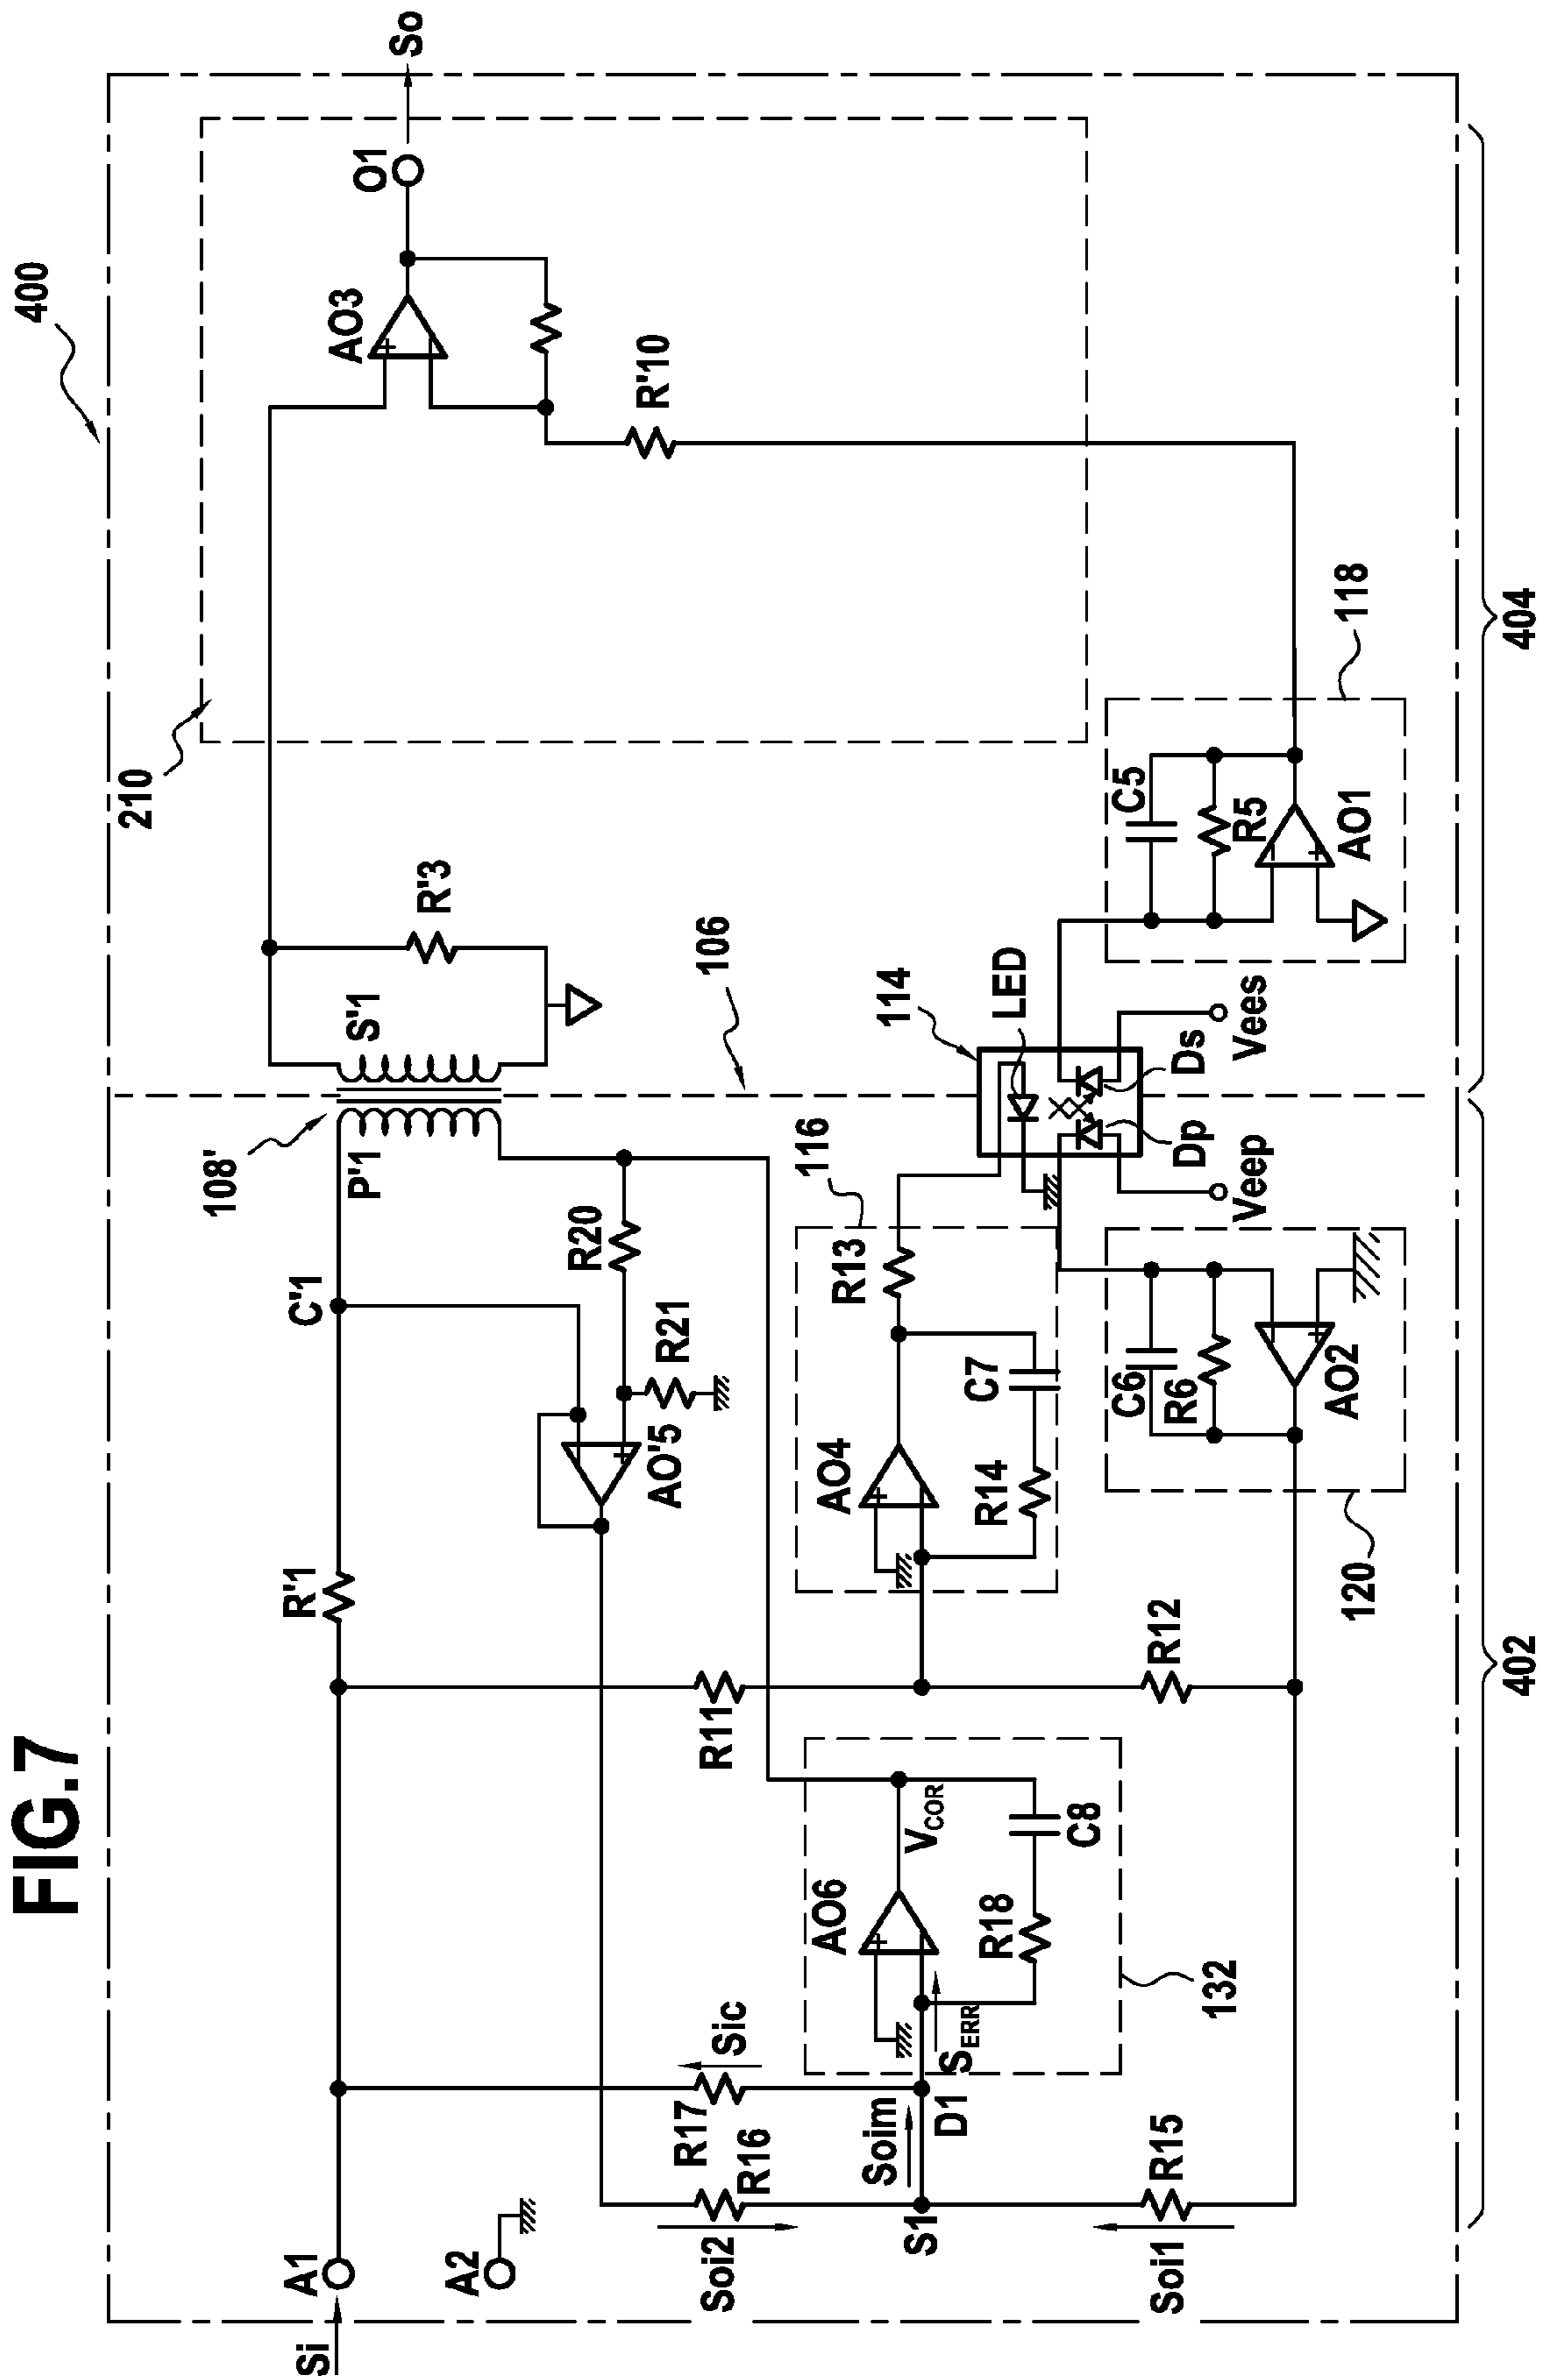 FIG.7
400
210
Si
A1
A2
R'1
C'1
108'
P'1
S'1
R'3
AO3
O1
So
R'10
R20
R21
AO'5
R11
R17
Sic
R16
Soi2
Soim
S1
D1
SERR
AO6
VCOR
R18
C8
132
116
AO4
R13
R14
C7
R12
106
114
LED
Dp
Ds
Veep
Vees
C5
R5
AO1
118
C6
R6
AO2
120
R15
Soi1
402
404